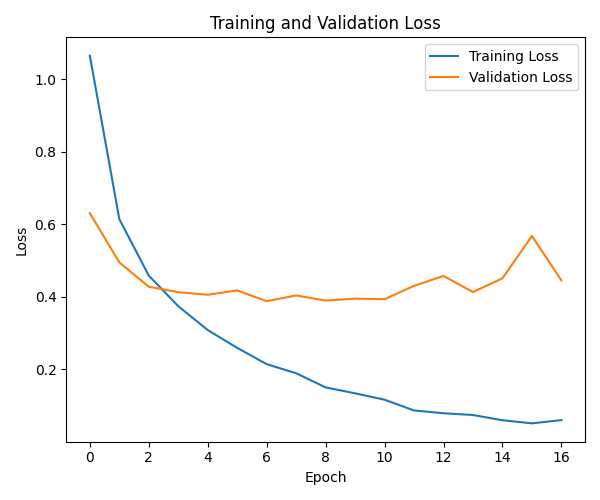 Training and Validation Loss
Training Loss
Validation Loss
1.0
0.8
0.6
0.4
0.2
Loss
0 2 4 6 8 10 12 14 16
Epoch